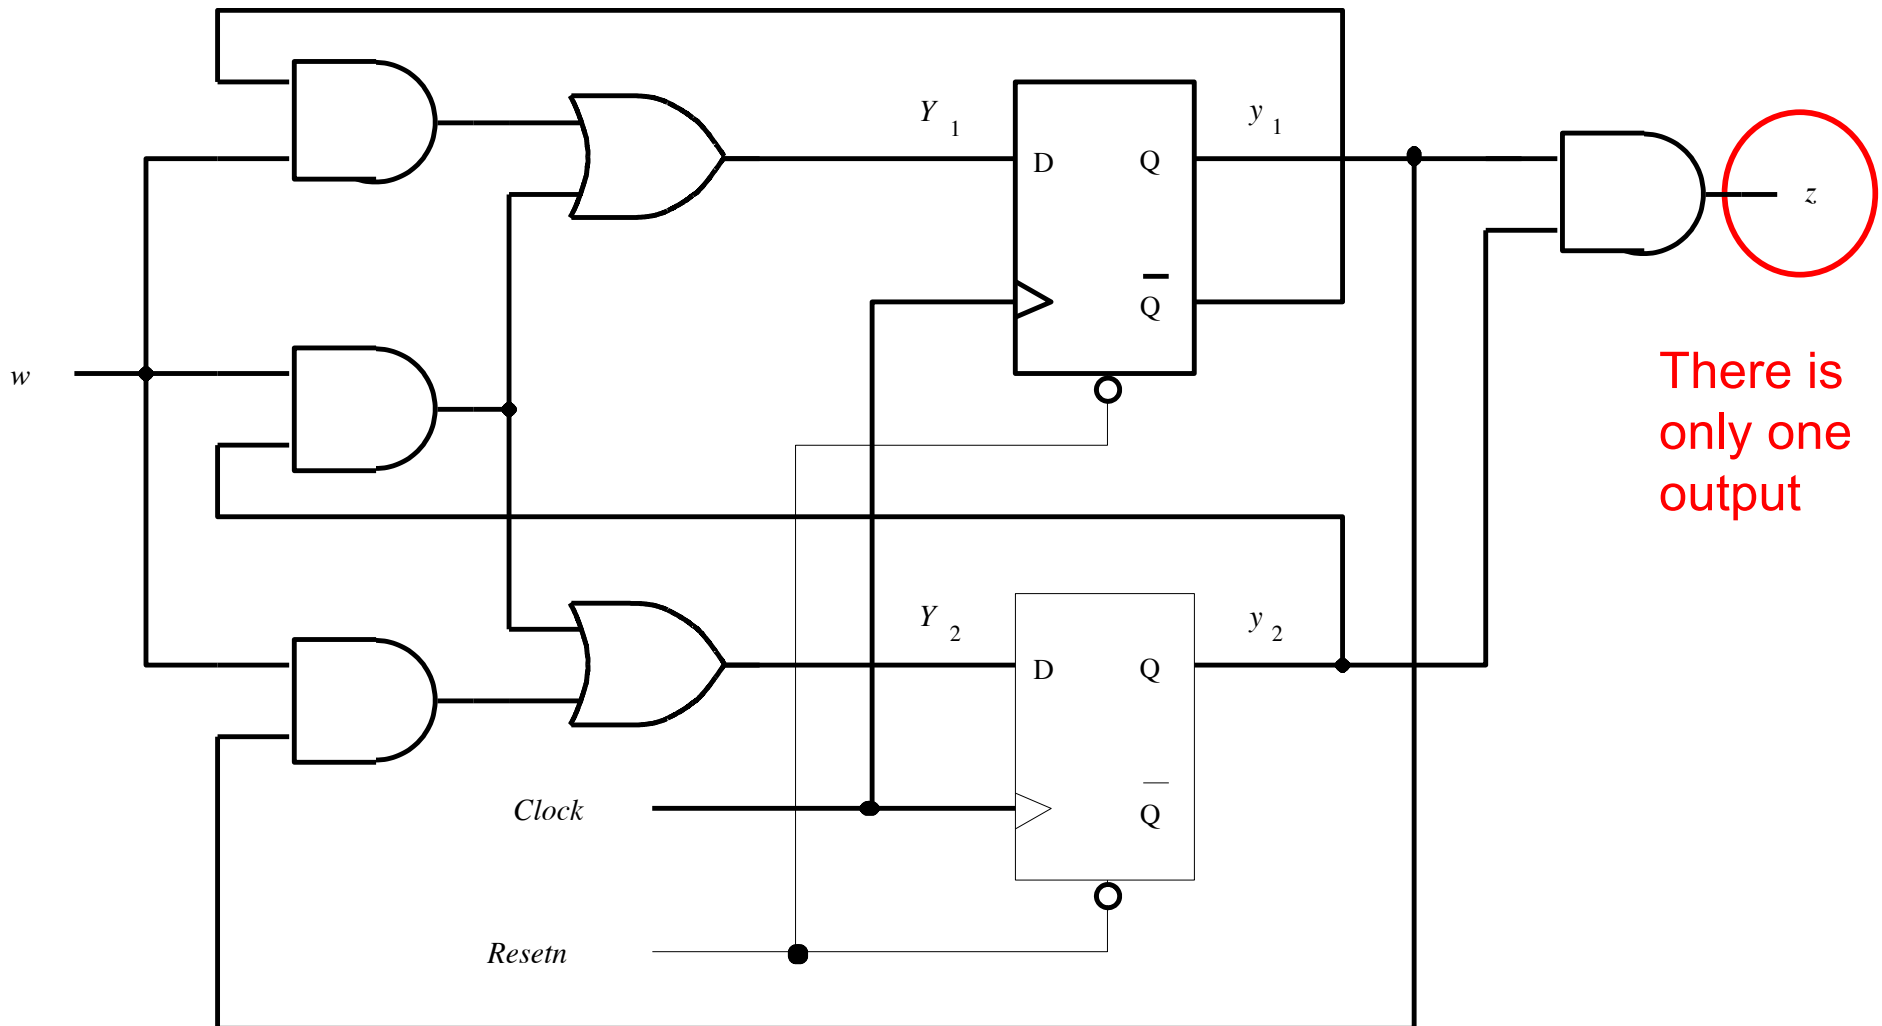 Y 1
y 1
D
Q
z
Q
w
There is
only one
output
Y 2
y 2
D
Q
Clock
Q
Resetn